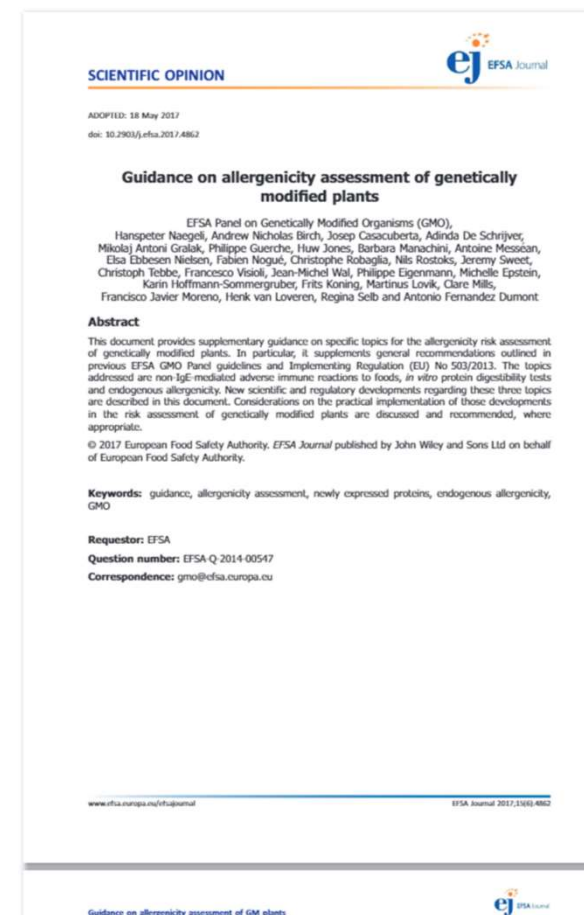 ej EFSA Journal
SCIENTIFIC OPINION
ADOPTED: 18 May 2017
doi: 10.2903/j.efsa.2017.4862
Guidance on allergenicity assessment of genetically
modified plants
EFSA Panel on Genetically Modified Organisms (GMO),
Hanspeter Naegeli, Andrew Nicholas Birch, Josep Casacuberta, Adinda De Schrijver,
Mikolaj Antoni Gralak, Philippe Guerche, Huw Jones, Barbara Manachini, Antoine Messéan,
Elsa Ebbesen Nielsen, Fabien Nogué, Christophe Robaglia, Nils Rostoks, Jeremy Sweet,
Christoph Tebbe, Francesco Visioli, Jean-Michel Wal, Philippe Eigenmann, Michelle Epstein,
Karin Hoffmann-Sommergruber, Frits Koning, Martinus Lovik, Clare Mills,
Francisco Javier Moreno, Henk van Loveren, Regina Selb and Antonio Fernandez Dumont
Abstract
This document provides supplementary guidance on specific topics for the allergenicity risk assessment
of genetically modified plants. In particular, it supplements general recommendations outlined in
previous EFSA GMO Panel guidelines and Implementing Regulation (EU) No 503/2013. The topics
addressed are non-IgE-mediated adverse immune reactions to foods, in vitro protein digestibility tests
and endogenous allergenicity. New scientific and regulatory developments regarding these three topics
are described in this document. Considerations on the practical implementation of those developments
in the risk assessment of genetically modified plants are discussed and recommended, where
appropriate.
© 2017 European Food Safety Authority. EFSA Journal published by John Wiley and Sons Ltd on behalf
of European Food Safety Authority.
Keywords: guidance, allergenicity assessment, newly expressed proteins, endogenous allergenicity,
GMO
Requestor: EFSA
Question number: EFSA-Q-2014-00547
Correspondence: gmo@efsa.europa.eu
www.efsa.europa.eu/efsajournal EFSA Journal 2017;15(6):4862
ej EFSA Journal
Guidance on allergenicity assessment of GM plants